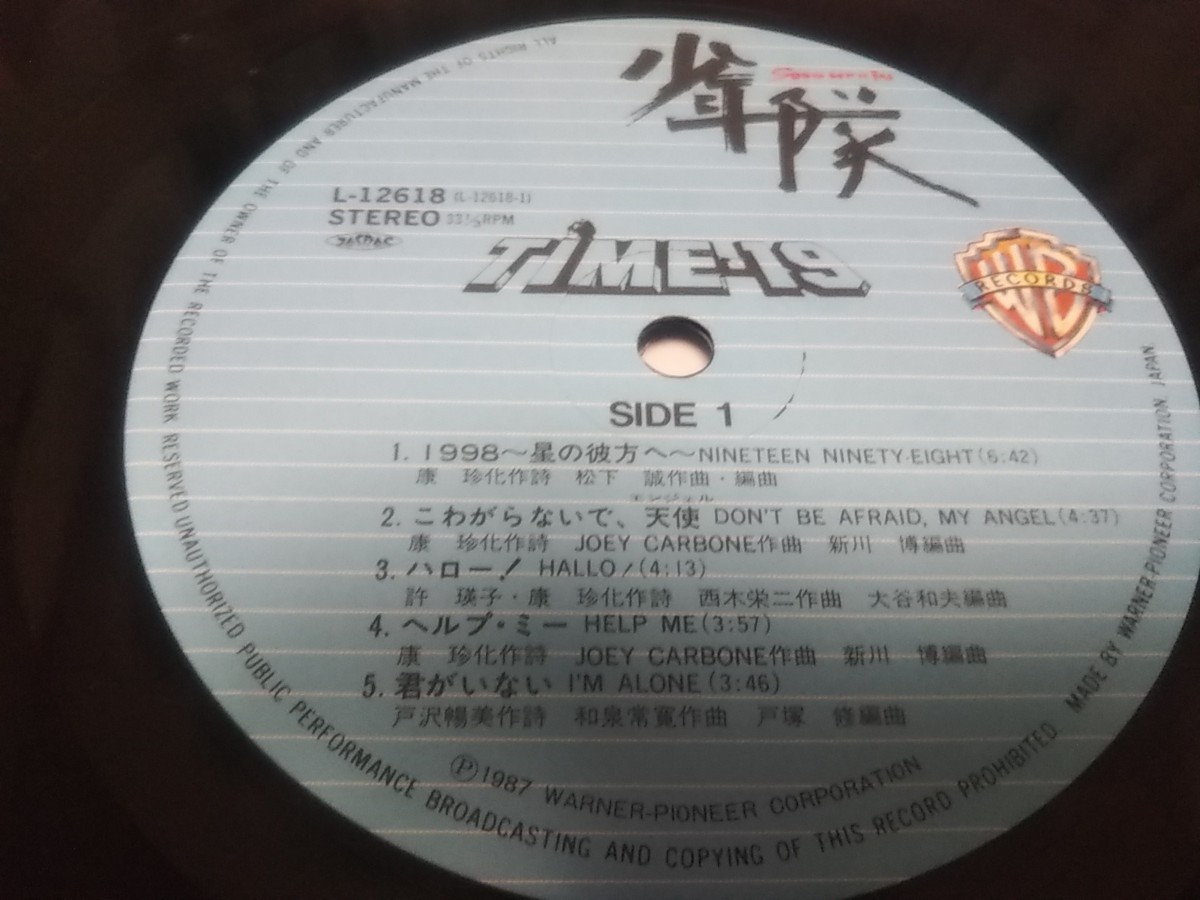 少年隊
Shounentai
L-12618 (L-12618-1)
STEREO 33⅓RPM
JASRAC
TIME-19
WB
RECORDS
SIDE 1
1. 1998〜星の彼方へ〜NINETEEN NINETY-EIGHT(6:42)
康 珍化作詩 松下 誠作曲・編曲
モンジェル
2. こわがらないで、天使 DON'T BE AFRAID, MY ANGEL(4:37)
康 珍化作詩 JOEY CARBONE作曲 新川 博編曲
3. ハロー! HALLO!(4:13)
許 瑛子・康 珍化作詩 西木栄二作曲 大谷和夫編曲
4. ヘルプ・ミー HELP ME(3:57)
康 珍化作詩 JOEY CARBONE作曲 新川 博編曲
5. 君がいない I'M ALONE(3:46)
戸沢暢美作詩 和泉常寛作曲 戸塚 修編曲
Ⓟ1987 WARNER-PIONEER CORPORATION
ALL RIGHTS OF THE MANUFACTURER AND OF THE OWNER OF THE RECORDED WORK RESERVED UNAUTHORIZED PUBLIC PERFORMANCE BROADCASTING AND COPYING OF THIS RECORD PROHIBITED. MADE BY WARNER-PIONEER CORPORATION, JAPAN